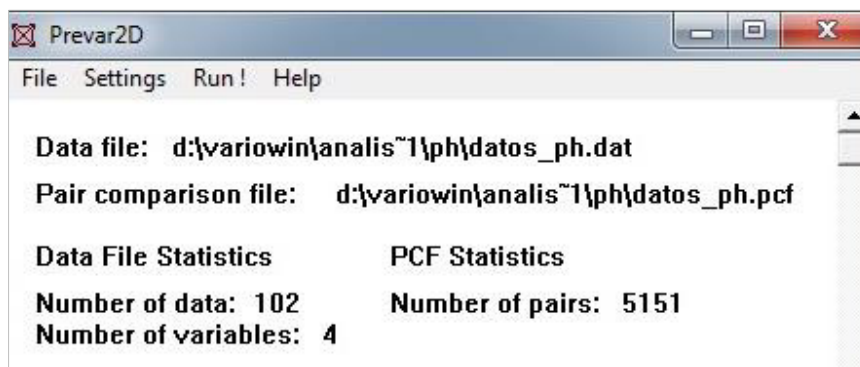 Prevar2D
File Settings Run! Help
Data file: d:\variowin\analis~1\ph\datos_ph.dat
Pair comparison file: d:\variowin\analis~1\ph\datos_ph.pcf
Data File Statistics PCF Statistics
Number of data: 102 Number of pairs: 5151
Number of variables: 4